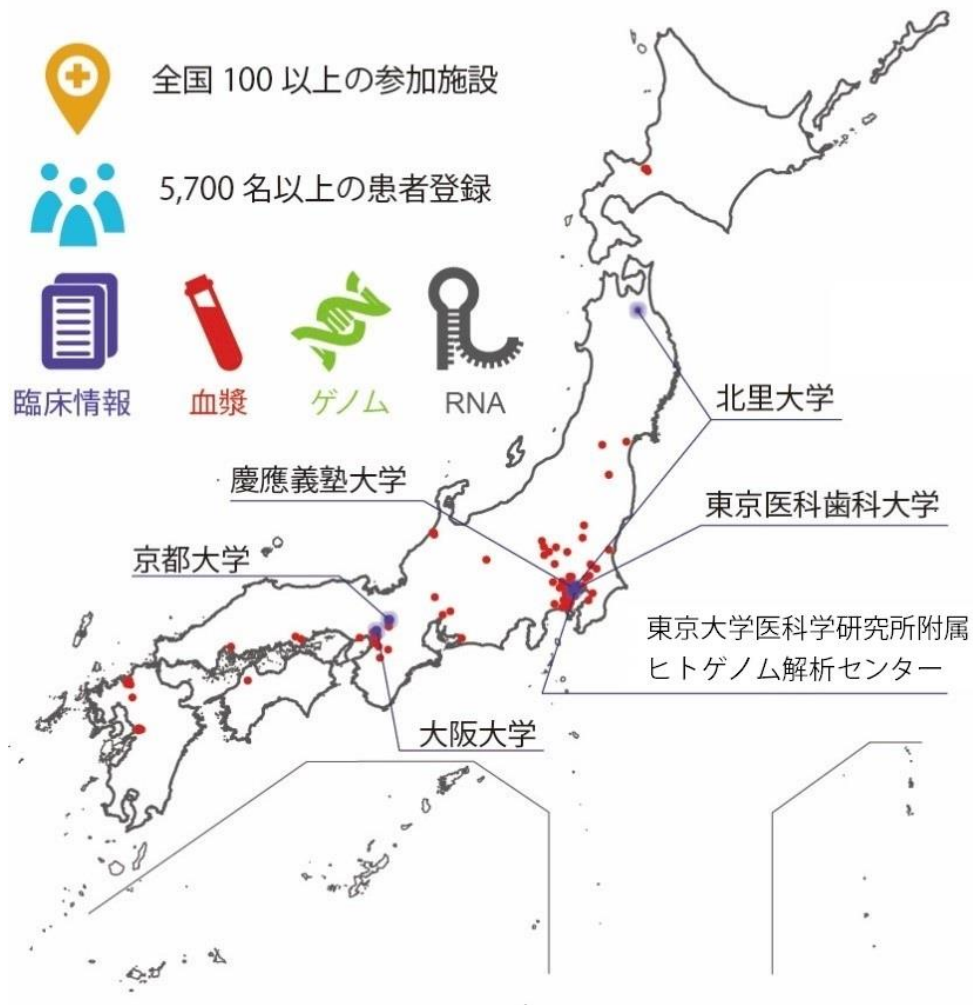 全国 100 以上の参加施設
5,700 名以上の患者登録
臨床情報
血漿
ゲノム
RNA
北里大学
慶應義塾大学
東京医科歯科大学
京都大学
東京大学医科学研究所附属
ヒトゲノム解析センター
大阪大学